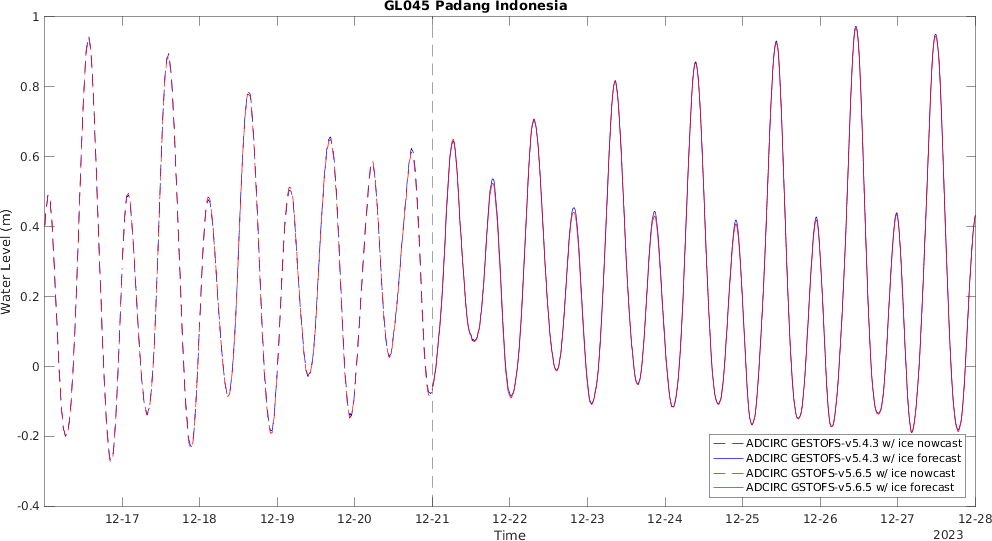 GL045 Padang Indonesia
1
0.8
0.6
0.4
0.2
0
-0.2
-0.4
Water Level (m)
ADCIRC GESTOFS-v5.4.3 w/ ice nowcast
ADCIRC GESTOFS-v5.4.3 w/ ice forecast
ADCIRC GSTOFS-v5.6.5 w/ ice nowcast
ADCIRC GSTOFS-v5.6.5 w/ ice forecast
12-17 12-18 12-19 12-20 12-21 12-22 12-23 12-24 12-25 12-26 12-27 12-28
Time
2023